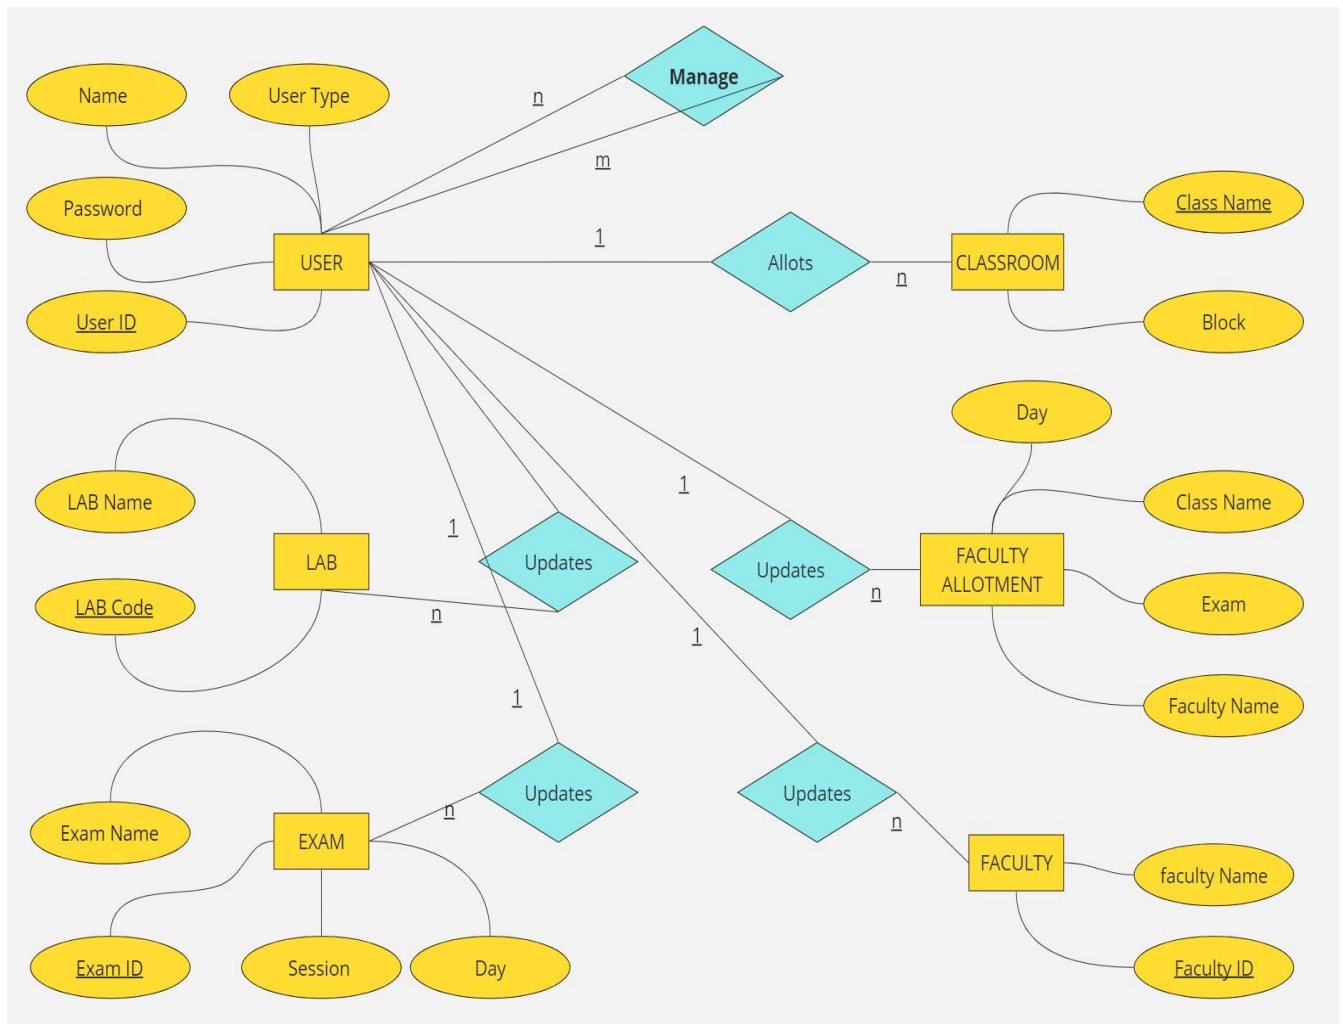 Manage
Name
User Type
n
m
Password
Class Name
1
USER
Allots
CLASSROOM
n
User ID
Block
Day
LAB Name
1
Class Name
1
LAB
Updates
Updates
FACULTY
ALLOTMENT
n
LAB Code
n
Exam
1
1
Faculty Name
Updates
Updates
n
n
Exam Name
EXAM
FACULTY
faculty Name
Exam ID
Session
Day
Faculty ID